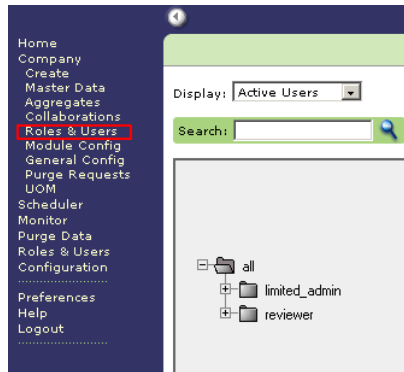 Home
Company
Create
Master Data
Aggregates
Collaborations
Roles & Users
Module Config
General Config
Purge Requests
UOM
Scheduler
Monitor
Purge Data
Roles & Users
Configuration
Preferences
Help
Logout
Display: Active Users
Search:
all
limited_admin
reviewer